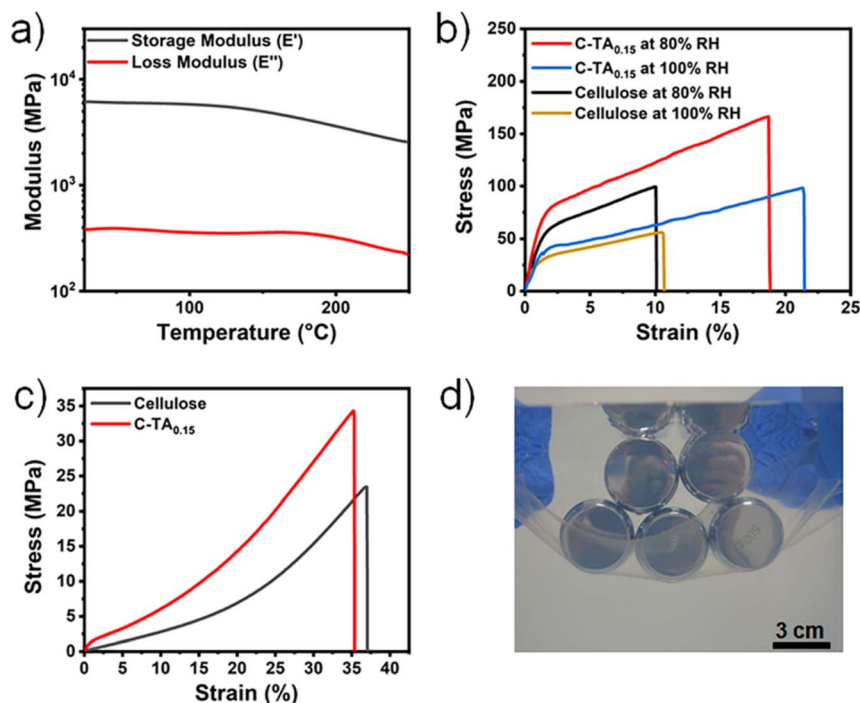 a)
Storage Modulus (E')
Loss Modulus (E'')
10⁴
10³
10²
Modulus (MPa)
100
200
Temperature (°C)
b)
C-TA0.15 at 80% RH
C-TA0.15 at 100% RH
Cellulose at 80% RH
Cellulose at 100% RH
250
200
150
100
50
0
Stress (MPa)
0
5
10
15
20
25
Strain (%)
c)
Cellulose
C-TA0.15
35
30
25
20
15
10
5
0
Stress (MPa)
0
5
10
15
20
25
30
35
40
Strain (%)
d)
500g
3 cm